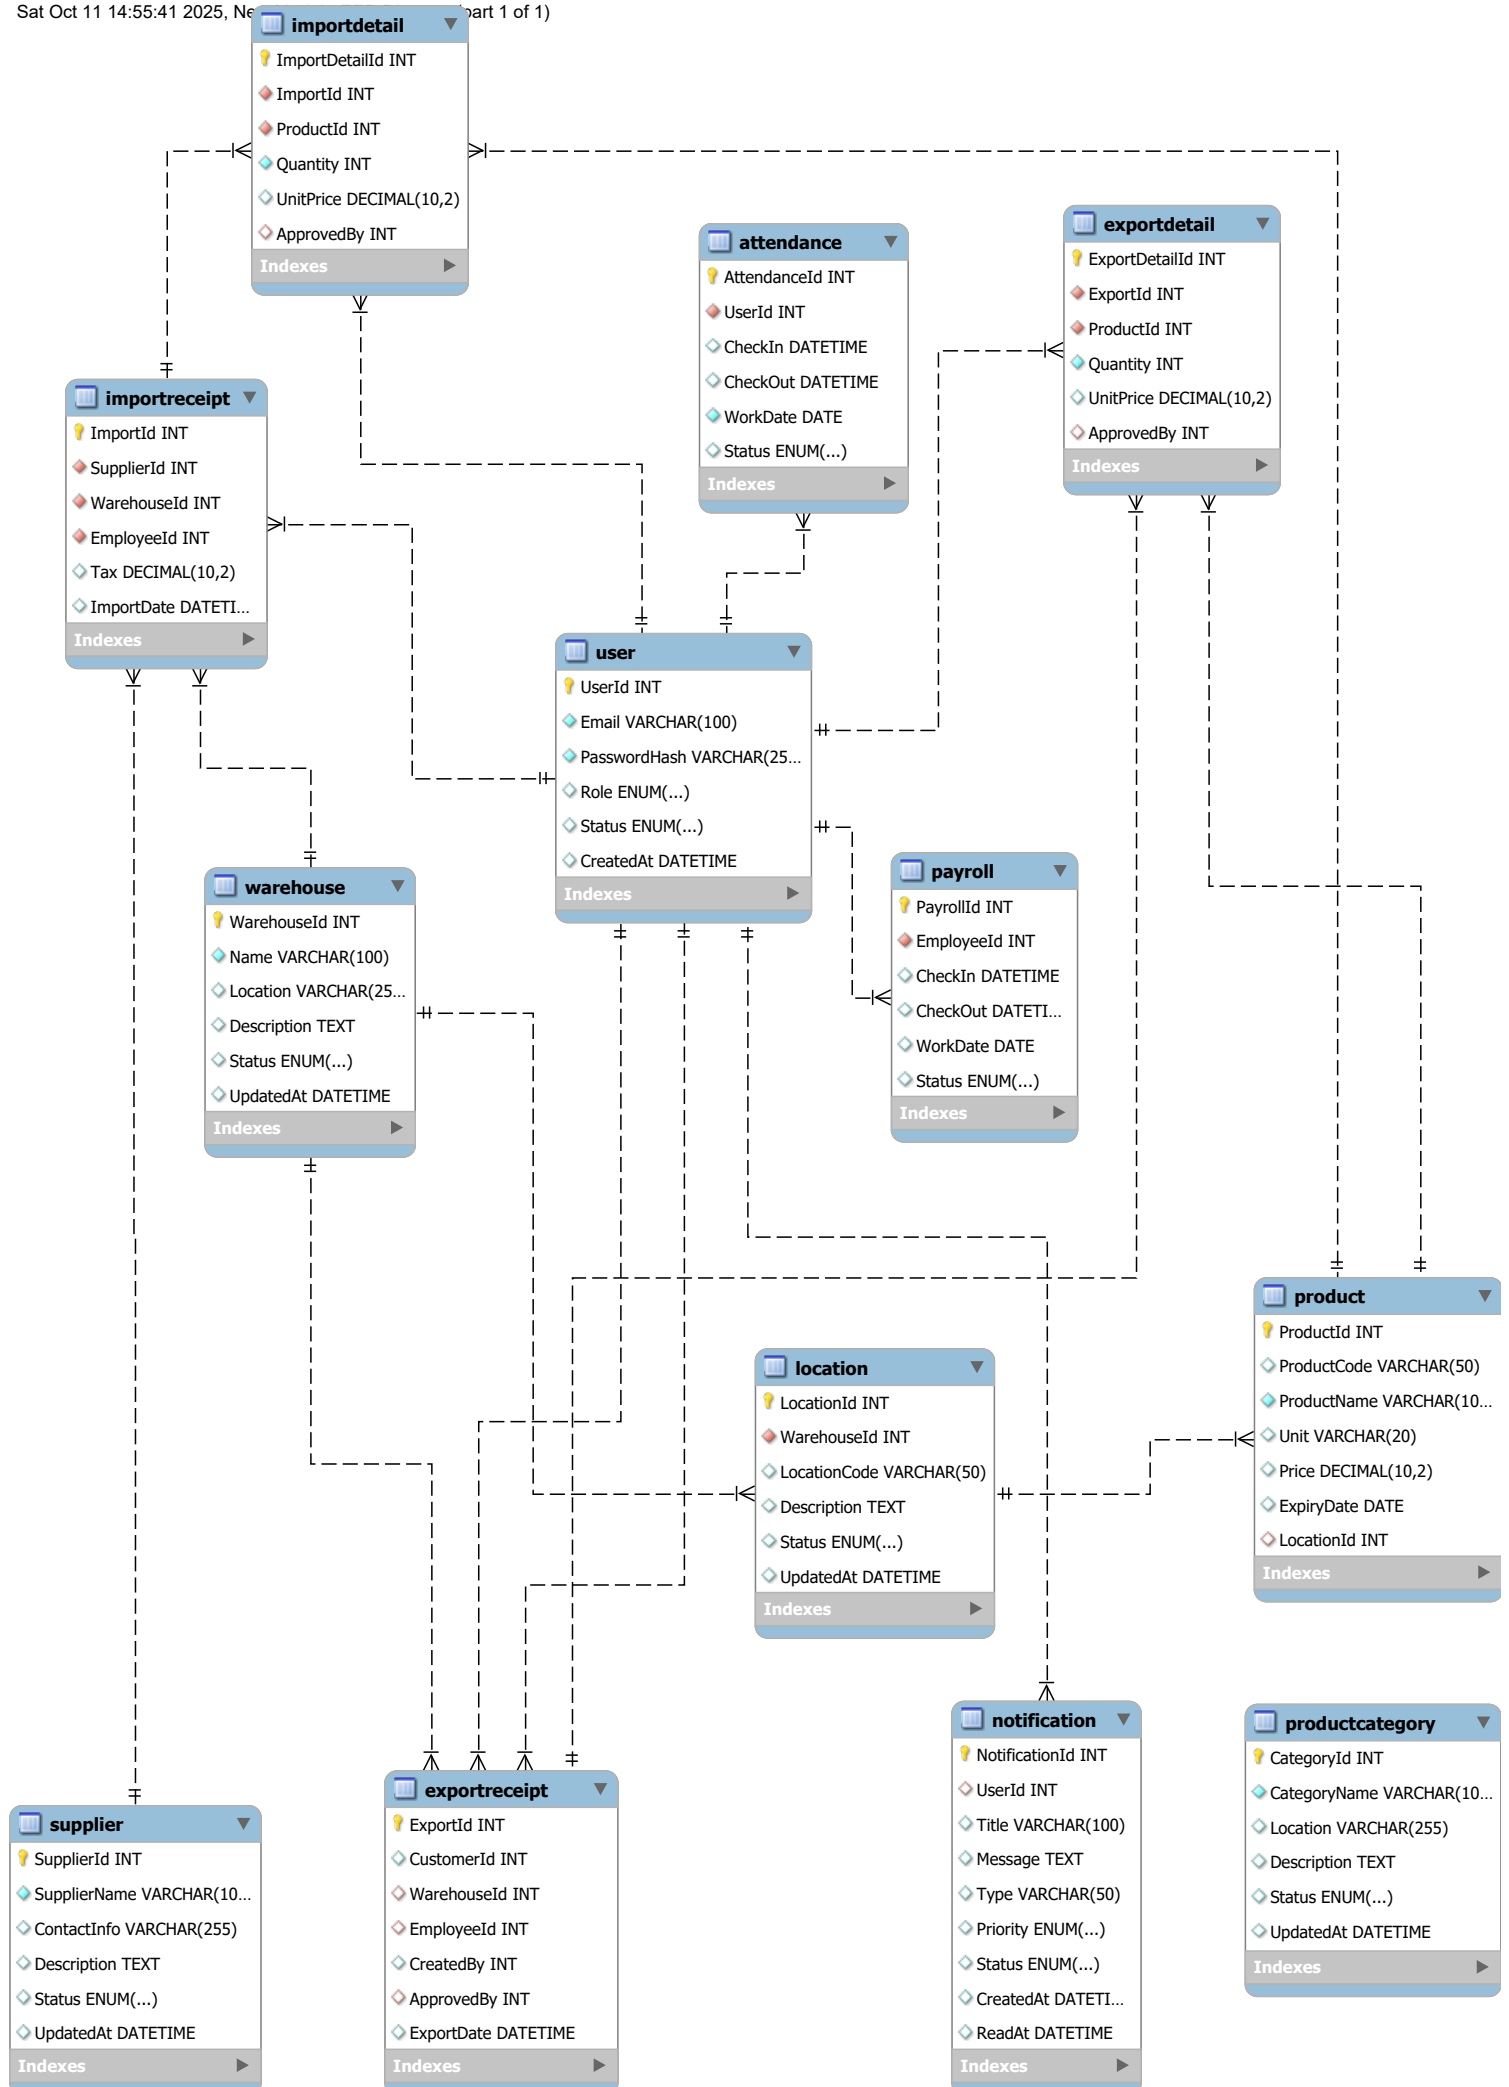 Sat Oct 11 14:55:41 2025, Ne
part 1 of 1)
importdetail
ImportDetailId INT
ImportId INT
ProductId INT
Quantity INT
UnitPrice DECIMAL(10,2)
ApprovedBy INT
Indexes
attendance
AttendanceId INT
UserId INT
CheckIn DATETIME
CheckOut DATETIME
WorkDate DATE
Status ENUM(...)
Indexes
exportdetail
ExportDetailId INT
ExportId INT
ProductId INT
Quantity INT
UnitPrice DECIMAL(10,2)
ApprovedBy INT
Indexes
importreceipt
ImportId INT
SupplierId INT
WarehouseId INT
EmployeeId INT
Tax DECIMAL(10,2)
ImportDate DATETI...
Indexes
user
UserId INT
Email VARCHAR(100)
PasswordHash VARCHAR(25...
Role ENUM(...)
Status ENUM(...)
CreatedAt DATETIME
Indexes
warehouse
WarehouseId INT
Name VARCHAR(100)
Location VARCHAR(25...
Description TEXT
Status ENUM(...)
UpdatedAt DATETIME
Indexes
payroll
PayrollId INT
EmployeeId INT
CheckIn DATETIME
CheckOut DATETI...
WorkDate DATE
Status ENUM(...)
Indexes
product
ProductId INT
ProductCode VARCHAR(50)
ProductName VARCHAR(10...
Unit VARCHAR(20)
Price DECIMAL(10,2)
ExpiryDate DATE
LocationId INT
Indexes
location
LocationId INT
WarehouseId INT
LocationCode VARCHAR(50)
Description TEXT
Status ENUM(...)
UpdatedAt DATETIME
Indexes
supplier
SupplierId INT
SupplierName VARCHAR(10...
ContactInfo VARCHAR(255)
Description TEXT
Status ENUM(...)
UpdatedAt DATETIME
Indexes
exportreceipt
ExportId INT
CustomerId INT
WarehouseId INT
EmployeeId INT
CreatedBy INT
ApprovedBy INT
ExportDate DATETIME
Indexes
notification
NotificationId INT
UserId INT
Title VARCHAR(100)
Message TEXT
Type VARCHAR(50)
Priority ENUM(...)
Status ENUM(...)
CreatedAt DATETI...
ReadAt DATETIME
Indexes
productcategory
CategoryId INT
CategoryName VARCHAR(10...
Location VARCHAR(255)
Description TEXT
Status ENUM(...)
UpdatedAt DATETIME
Indexes